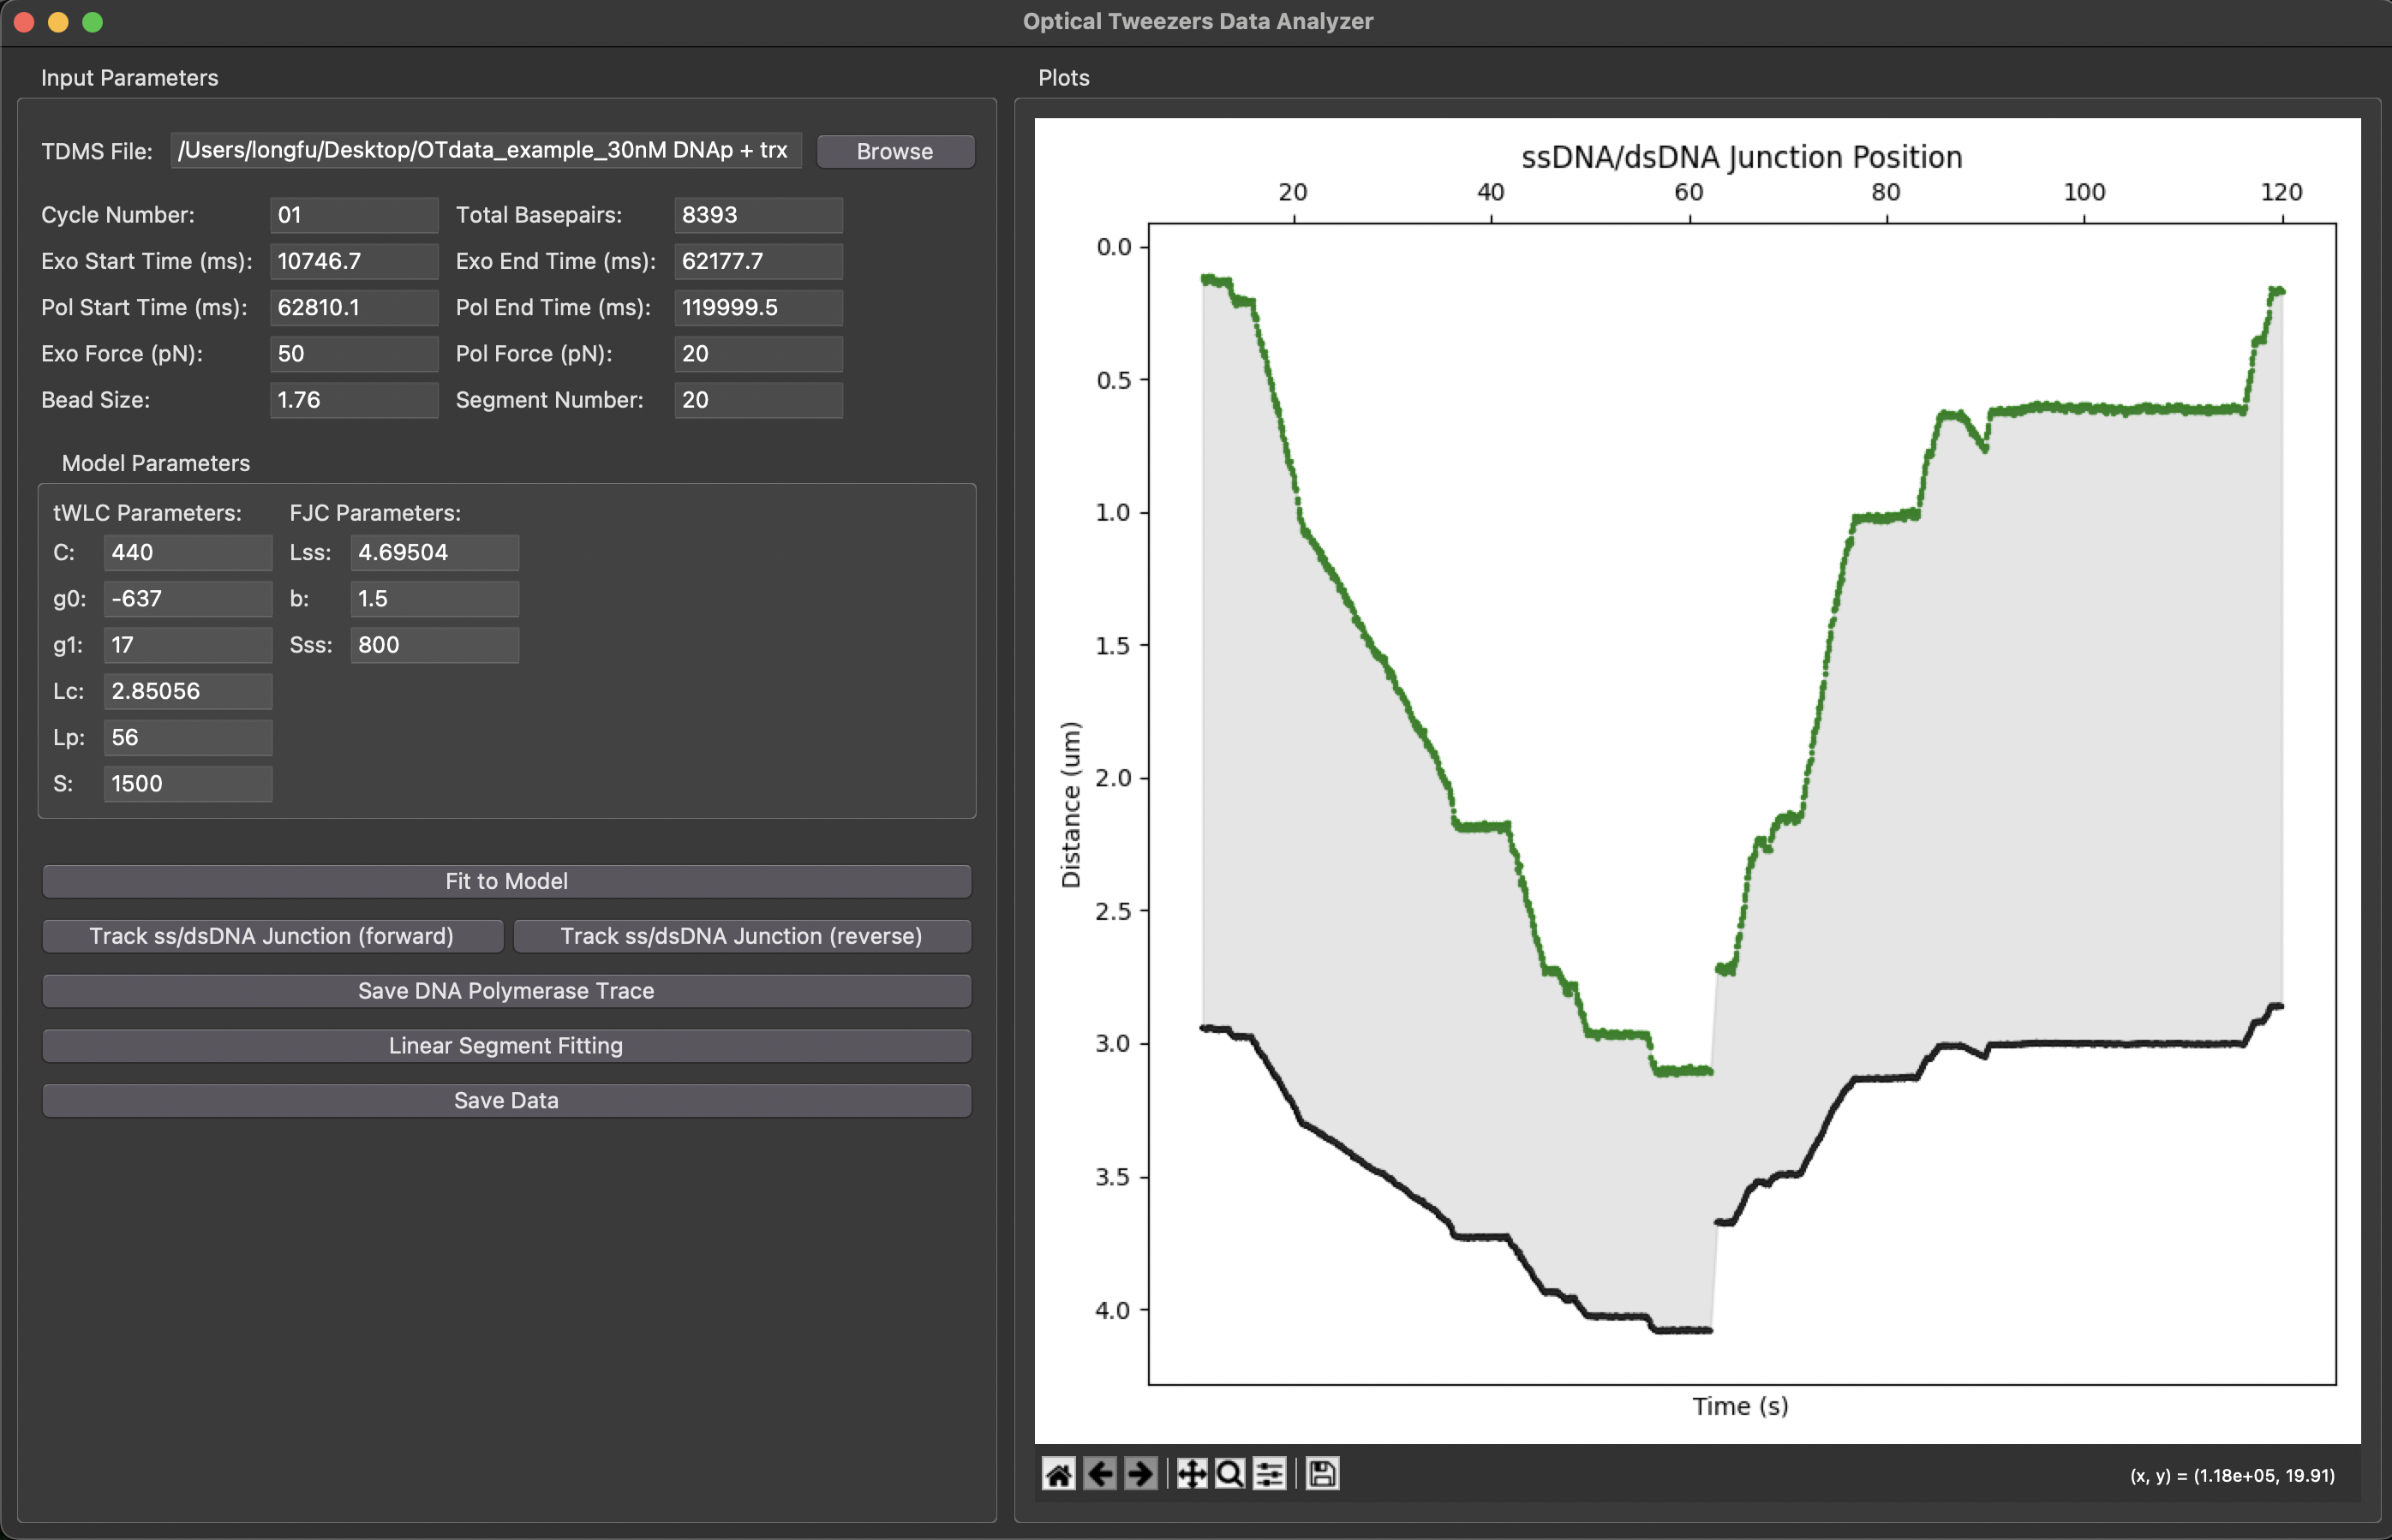 Optical Tweezers Data Analyzer
Input Parameters
TDMS File: /Users/longfu/Desktop/OTdata_example_30nM DNAp + trx Browse
Cycle Number: 01 Total Basepairs: 8393
Exo Start Time (ms): 10746.7 Exo End Time (ms): 62177.7
Pol Start Time (ms): 62810.1 Pol End Time (ms): 119999.5
Exo Force (pN): 50 Pol Force (pN): 20
Bead Size: 1.76 Segment Number: 20
Model Parameters
tWLC Parameters: FJC Parameters:
C: 440 Lss: 4.69504
g0: -637 b: 1.5
g1: 17 Sss: 800
Lc: 2.85056
Lp: 56
S: 1500
Fit to Model
Track ss/dsDNA Junction (forward) Track ss/dsDNA Junction (reverse)
Save DNA Polymerase Trace
Linear Segment Fitting
Save Data
Plots
ssDNA/dsDNA Junction Position
20 40 60 80 100 120
0.0
0.5
1.0
1.5
2.0
2.5
3.0
3.5
4.0
Distance (um)
Time (s)
(x, y) = (1.18e+05, 19.91)